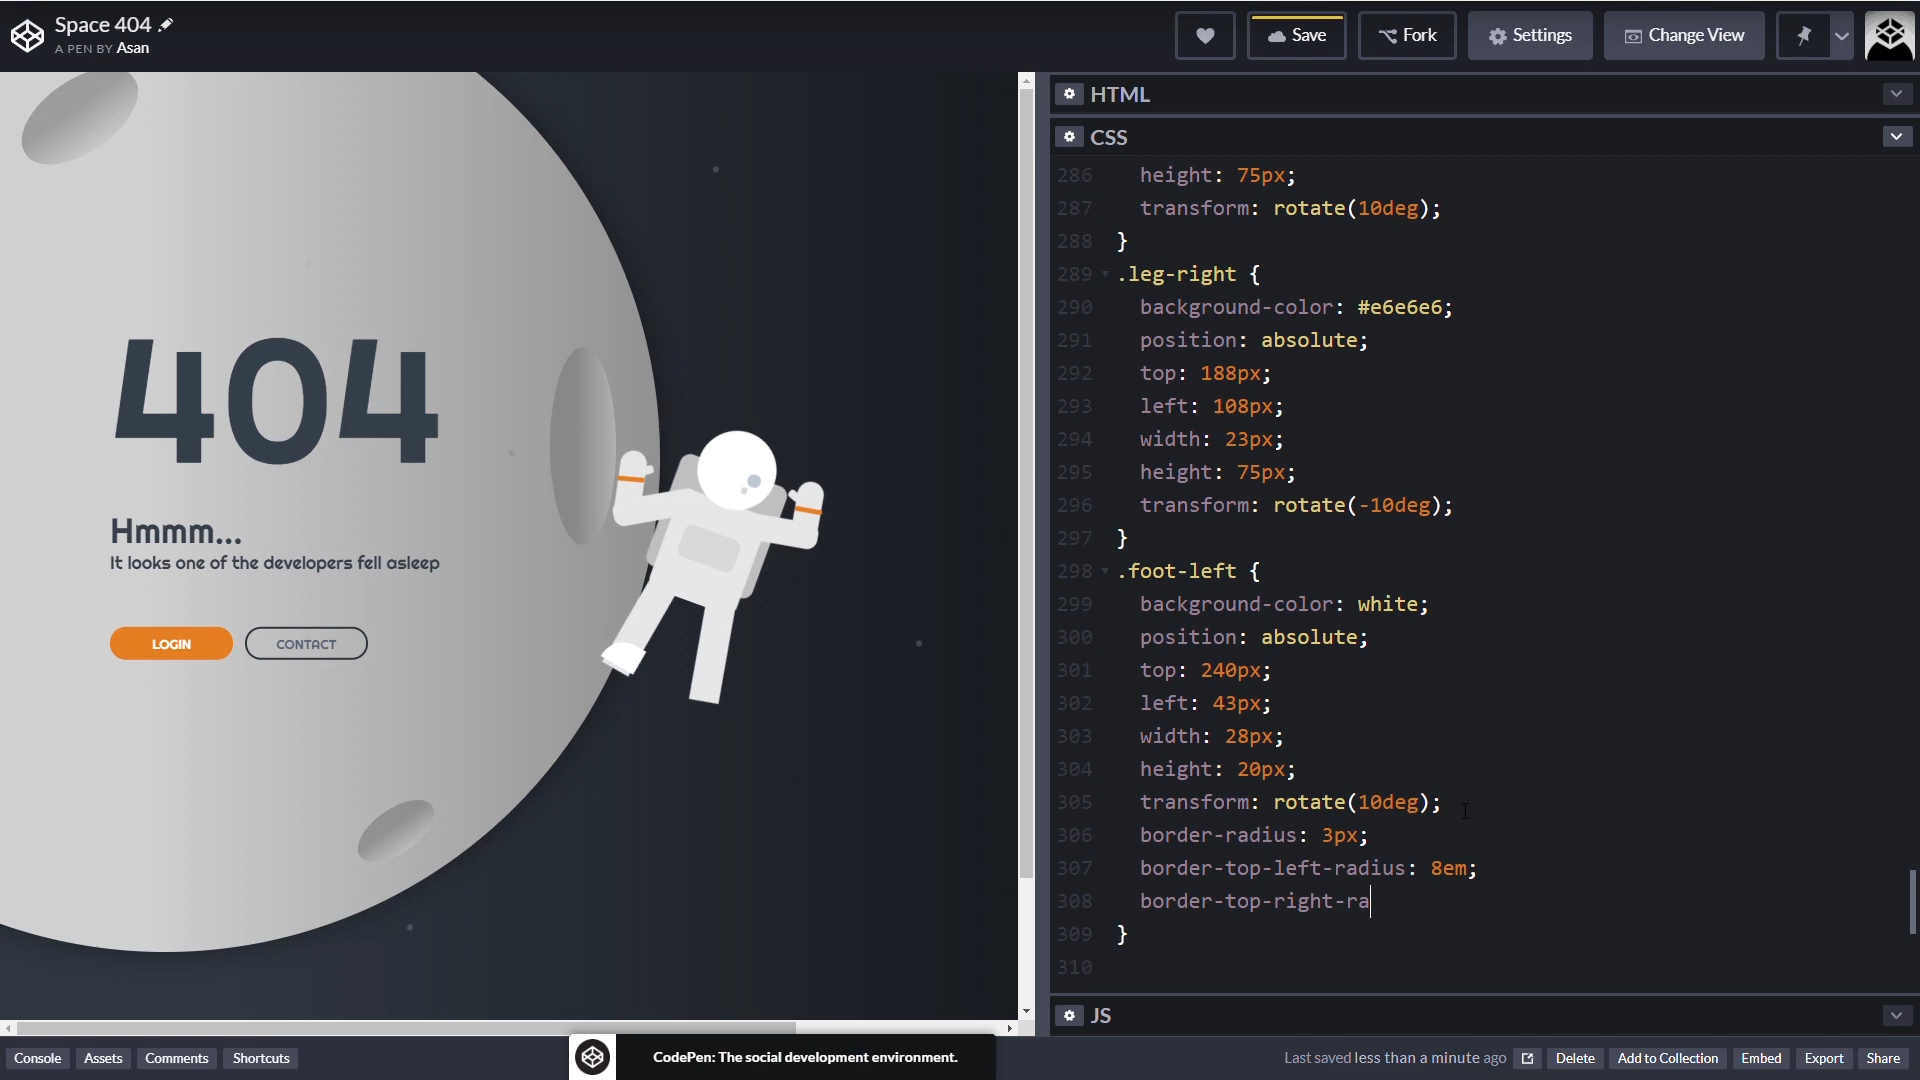 Space 404
A PEN BY Asan
Save
Fork
Settings
Change View
404
Hmmm...
It looks one of the developers fell asleep
LOGIN
CONTACT
HTML
CSS
286 height: 75px;
287 transform: rotate(10deg);
288 }
289 .leg-right {
290 background-color: #e6e6e6;
291 position: absolute;
292 top: 188px;
293 left: 108px;
294 width: 23px;
295 height: 75px;
296 transform: rotate(-10deg);
297 }
298 .foot-left {
299 background-color: white;
300 position: absolute;
301 top: 240px;
302 left: 43px;
303 width: 28px;
304 height: 20px;
305 transform: rotate(10deg);
306 border-radius: 3px;
307 border-top-left-radius: 8em;
308 border-top-right-ra
309 }
310
JS
Console
Assets
Comments
Shortcuts
CodePen: The social development environment.
Last saved less than a minute ago
Delete
Add to Collection
Embed
Export
Share